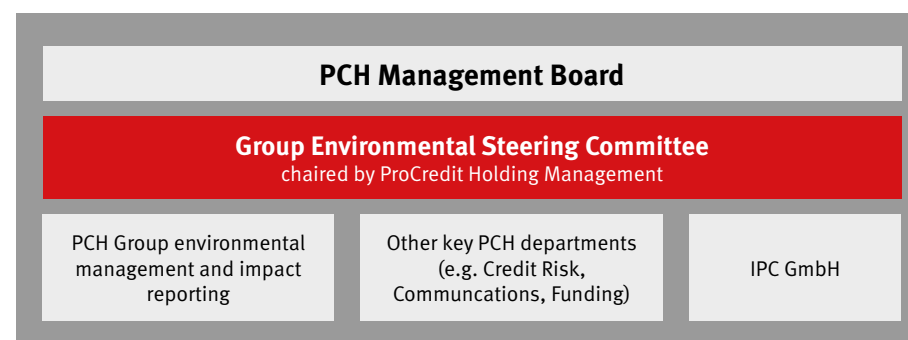 PCH Management Board
Group Environmental Steering Committee
chaired by ProCredit Holding Management
PCH Group environmental
management and impact
reporting
Other key PCH departments
(e.g. Credit Risk,
Communcations, Funding)
IPC GmbH